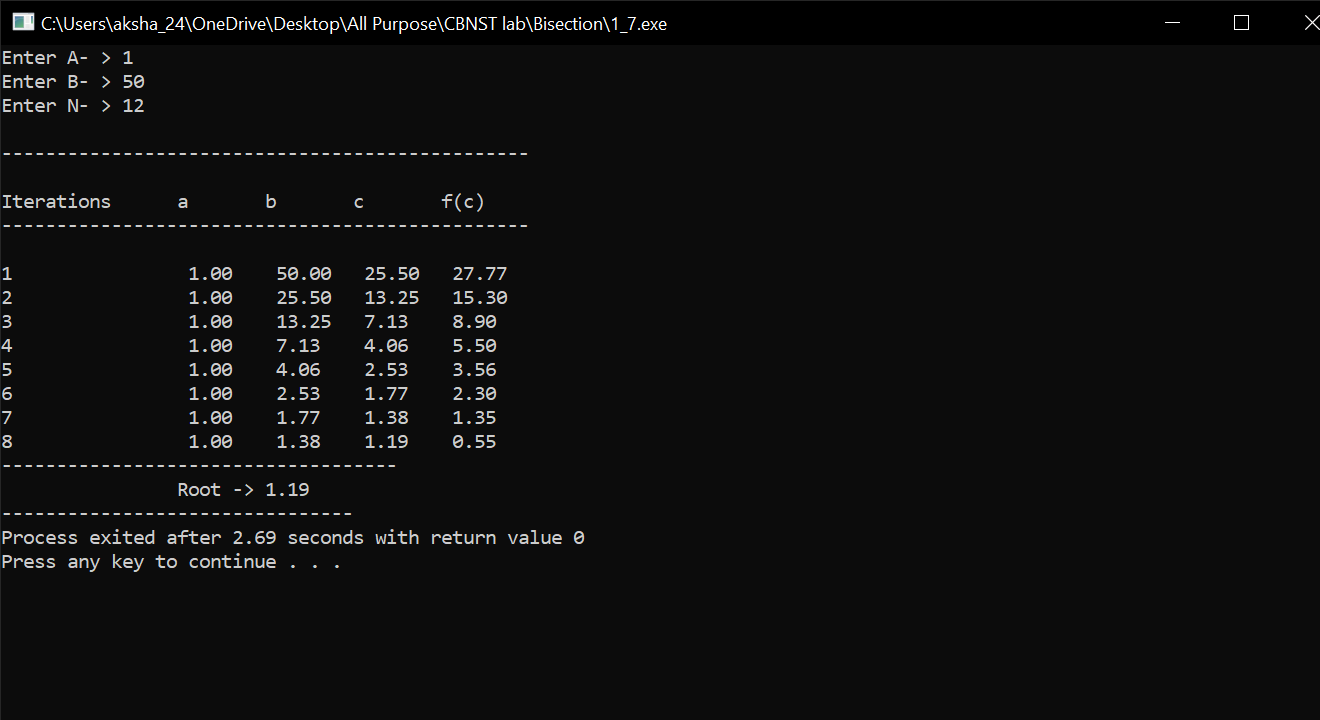 C:\Users\aksha_24\OneDrive\Desktop\All Purpose\CBNST lab\Bisection\1_7.exe
Enter A- > 1
Enter B- > 50
Enter N- > 12
------------------------------------------------
Iterations      a       b       c       f(c)
------------------------------------------------
1                1.00    50.00   25.50   27.77
2                1.00    25.50   13.25   15.30
3                1.00    13.25   7.13    8.90
4                1.00    7.13    4.06    5.50
5                1.00    4.06    2.53    3.56
6                1.00    2.53    1.77    2.30
7                1.00    1.77    1.38    1.35
8                1.00    1.38    1.19    0.55
------------------------------------
                Root -> 1.19
--------------------------------
Process exited after 2.69 seconds with return value 0
Press any key to continue . . .